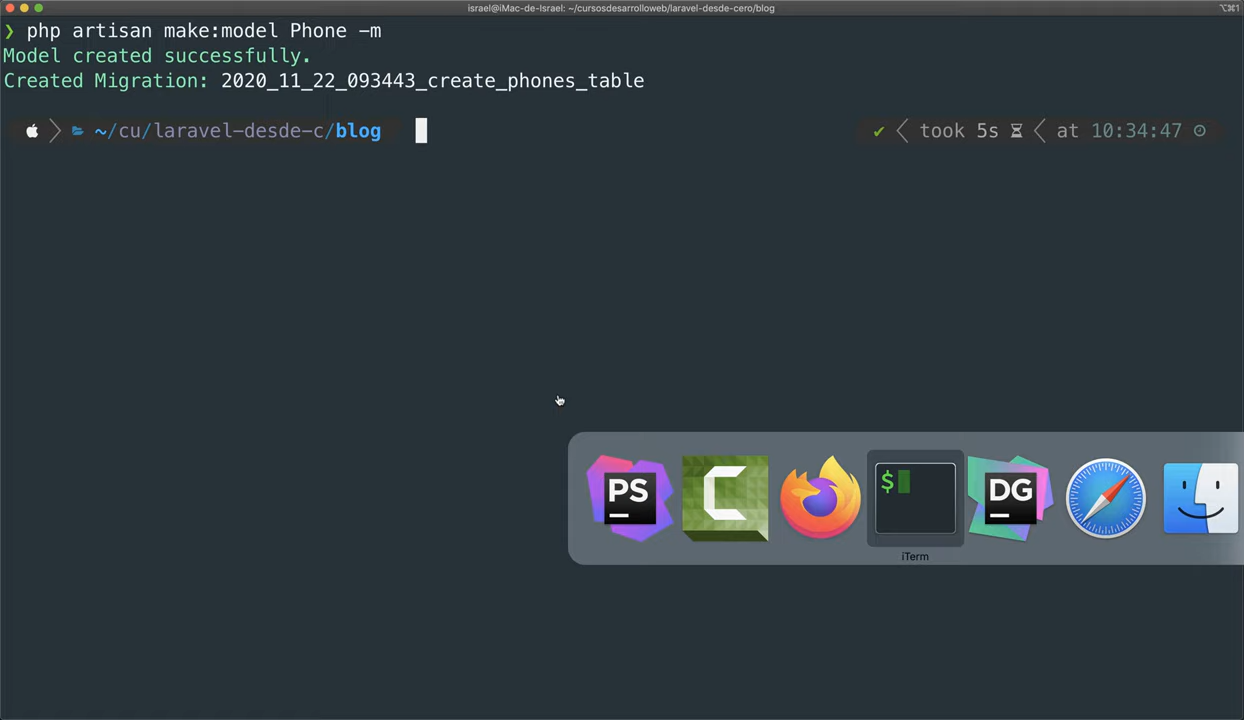 israel@iMac-de-Israel: ~/cursosdesarrolloweb/laravel-desde-cero/blog
⌥⌘1
❯ php artisan make:model Phone -m
Model created successfully.
Created Migration: 2020_11_22_093443_create_phones_table
~/cu/laravel-desde-c/blog
✔ took 5s at 10:34:47
PS
C
$
DG
iTerm